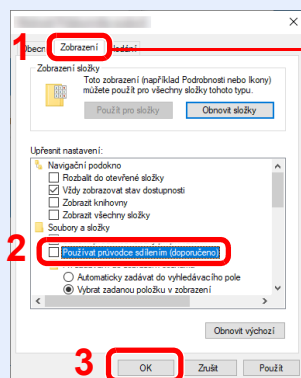 1
Obecn Zobrazení ledání
Zobrazení složky
Toto zobrazení (například Podrobnosti nebo Ikony)
můžete použít pro všechny složky tohoto typu.
Použít pro složky Obnovit složky
Upřesnit nastavení:
Navigační podokno
Rozbalit do otevřené složky
Vždy zobrazovat stav dostupnosti
Zobrazit knihovny
Zobrazit všechny složky
Soubory a složky
2 Používat průvodce sdílením (doporučeno)
Automaticky zadávat do vyhledávacího pole
Vybrat zadanou položku v zobrazení
Obnovit výchozí
3 OK Zrušit Použít